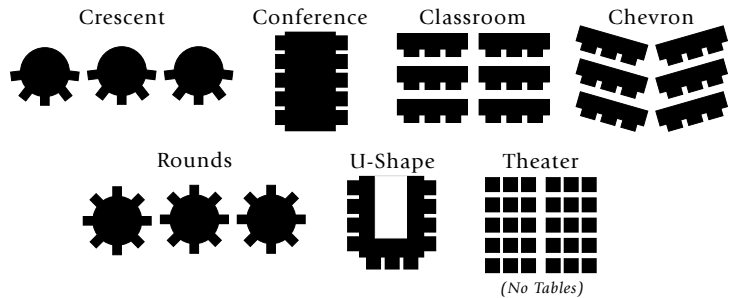 Crescent
Conference
Classroom
Chevron
Rounds
U-Shape
Theater
(No Tables)